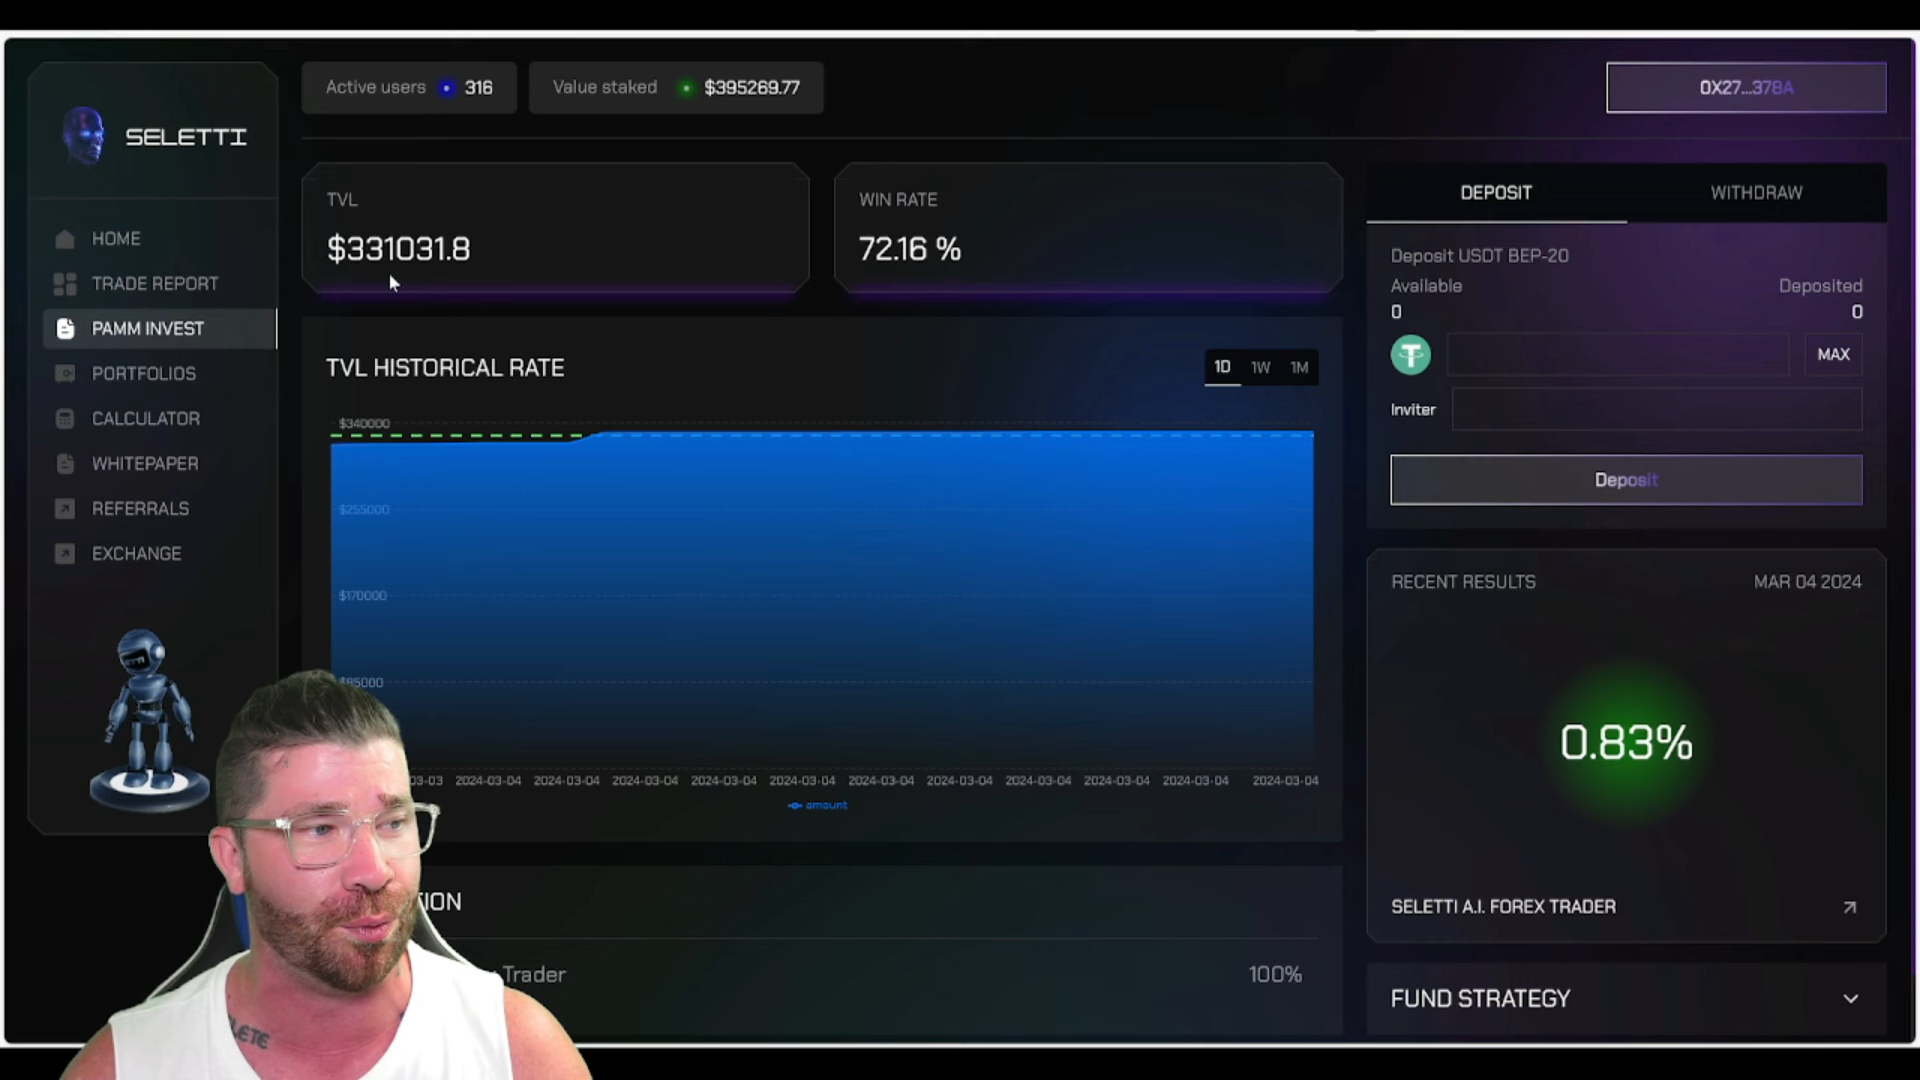 Active users 316
Value staked $395269.77
0X27...378A
SELETTI
HOME
TRADE REPORT
PAMM INVEST
PORTFOLIOS
CALCULATOR
WHITEPAPER
REFERRALS
EXCHANGE
TVL
$331031.8
WIN RATE
72.16 %
TVL HISTORICAL RATE
1D 1W 1M
$340000
$255000
$170000
$85000
03-03 2024-03-04 2024-03-04 2024-03-04 2024-03-04 2024-03-04 2024-03-04 2024-03-04 2024-03-04 2024-03-04 2024-03-04 2024-03-04
amount
TION
Trader 100%
DEPOSIT WITHDRAW
Deposit USDT BEP-20
Available Deposited
0 0
MAX
Inviter
Deposit
RECENT RESULTS MAR 04 2024
0.83%
SELETTI A.I. FOREX TRADER
FUND STRATEGY